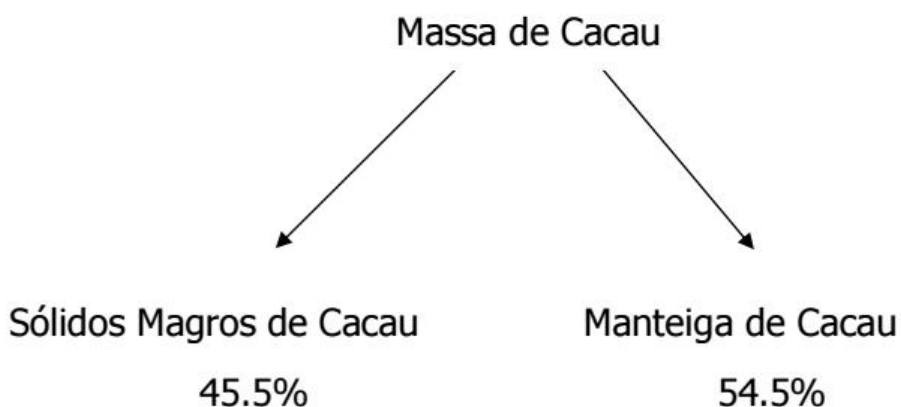 Massa de Cacau
Sólidos Magros de Cacau
Manteiga de Cacau
45.5%
54.5%